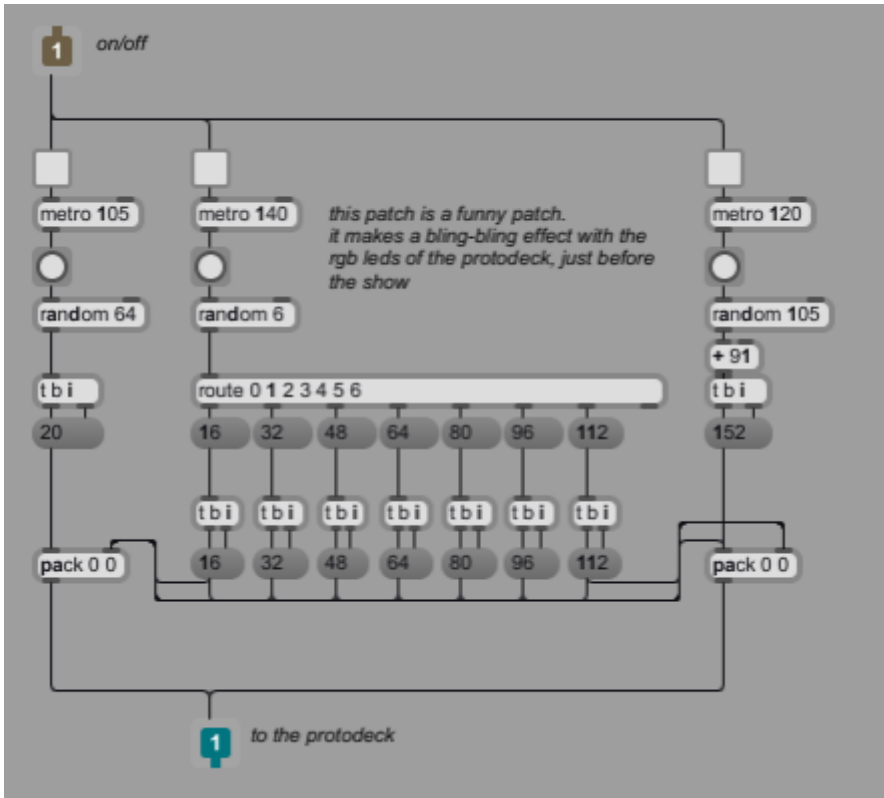 1 on/off
metro 105 metro 140 metro 120
this patch is a funny patch.
it makes a bling-bling effect with the
rgb leds of the protodeck, just before
the show
random 64 random 6 random 105
+ 91
t b i route 0 1 2 3 4 5 6 t b i
20 16 32 48 64 80 96 112 152
t b i t b i t b i t b i t b i t b i t b i
pack 0 0 16 32 48 64 80 96 112 pack 0 0
1 to the protodeck